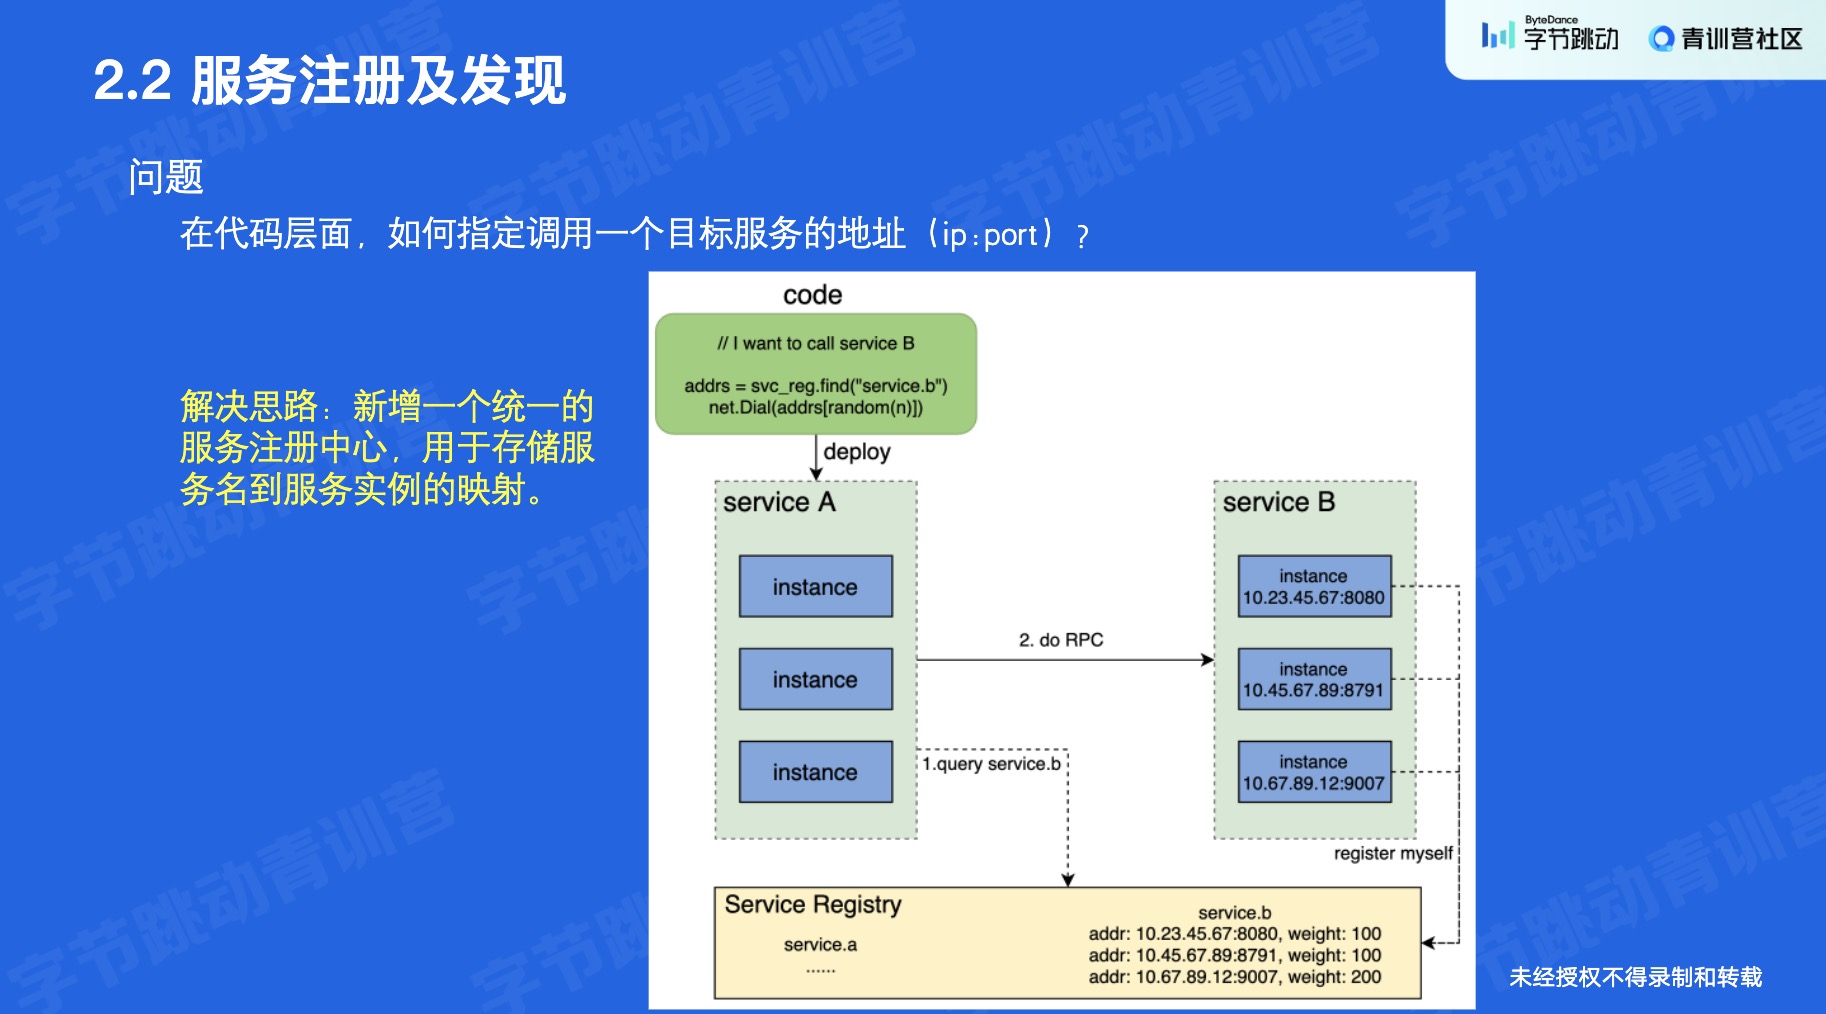 ByteDance
字节跳动
青训营社区
2.2 服务注册及发现
问题
在代码层面，如何指定调用一个目标服务的地址（ip:port）？
解决思路：新增一个统一的
服务注册中心，用于存储服
务名到服务实例的映射。
code
// I want to call service B
addrs = svc_reg.find("service.b")
net.Dial(addrs[random(n)])
deploy
service A
instance
instance
instance
service B
instance
10.23.45.67:8080
instance
10.45.67.89:8791
instance
10.67.89.12:9007
2. do RPC
1.query service.b
register myself
Service Registry
service.a
......
service.b
addr: 10.23.45.67:8080, weight: 100
addr: 10.45.67.89:8791, weight: 100
addr: 10.67.89.12:9007, weight: 200
未经授权不得录制和转载
字节跳动青训营